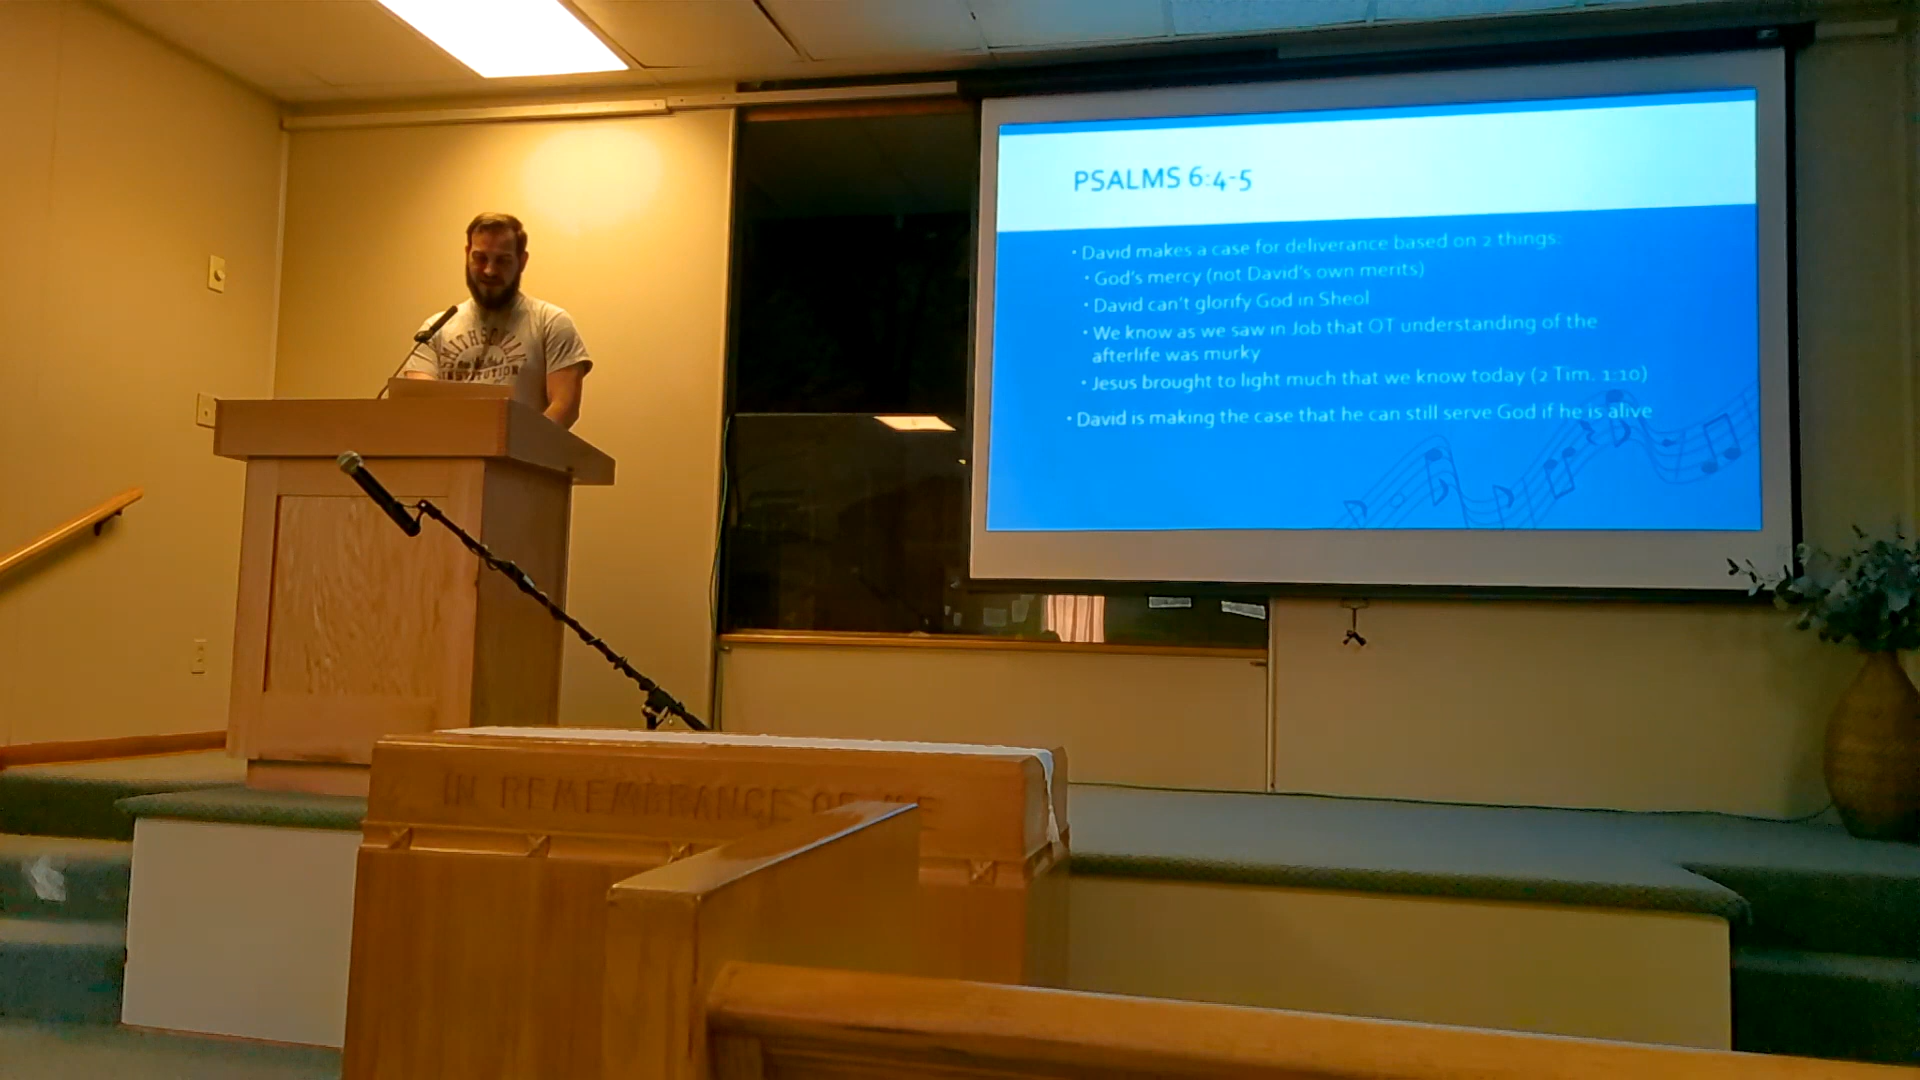 PSALMS 6:4-5
• David makes a case for deliverance based on 2 things:
• God's mercy (not David's own merits)
• David can't glorify God in Sheol
• We know as we saw in Job that OT understanding of the
afterlife was murky
• Jesus brought to light much that we know today (2 Tim. 1:10)
• David is making the case that he can still serve God if he is alive
SMITHSONIAN
INSTITUTION
IN REMEMBRANCE OF ME